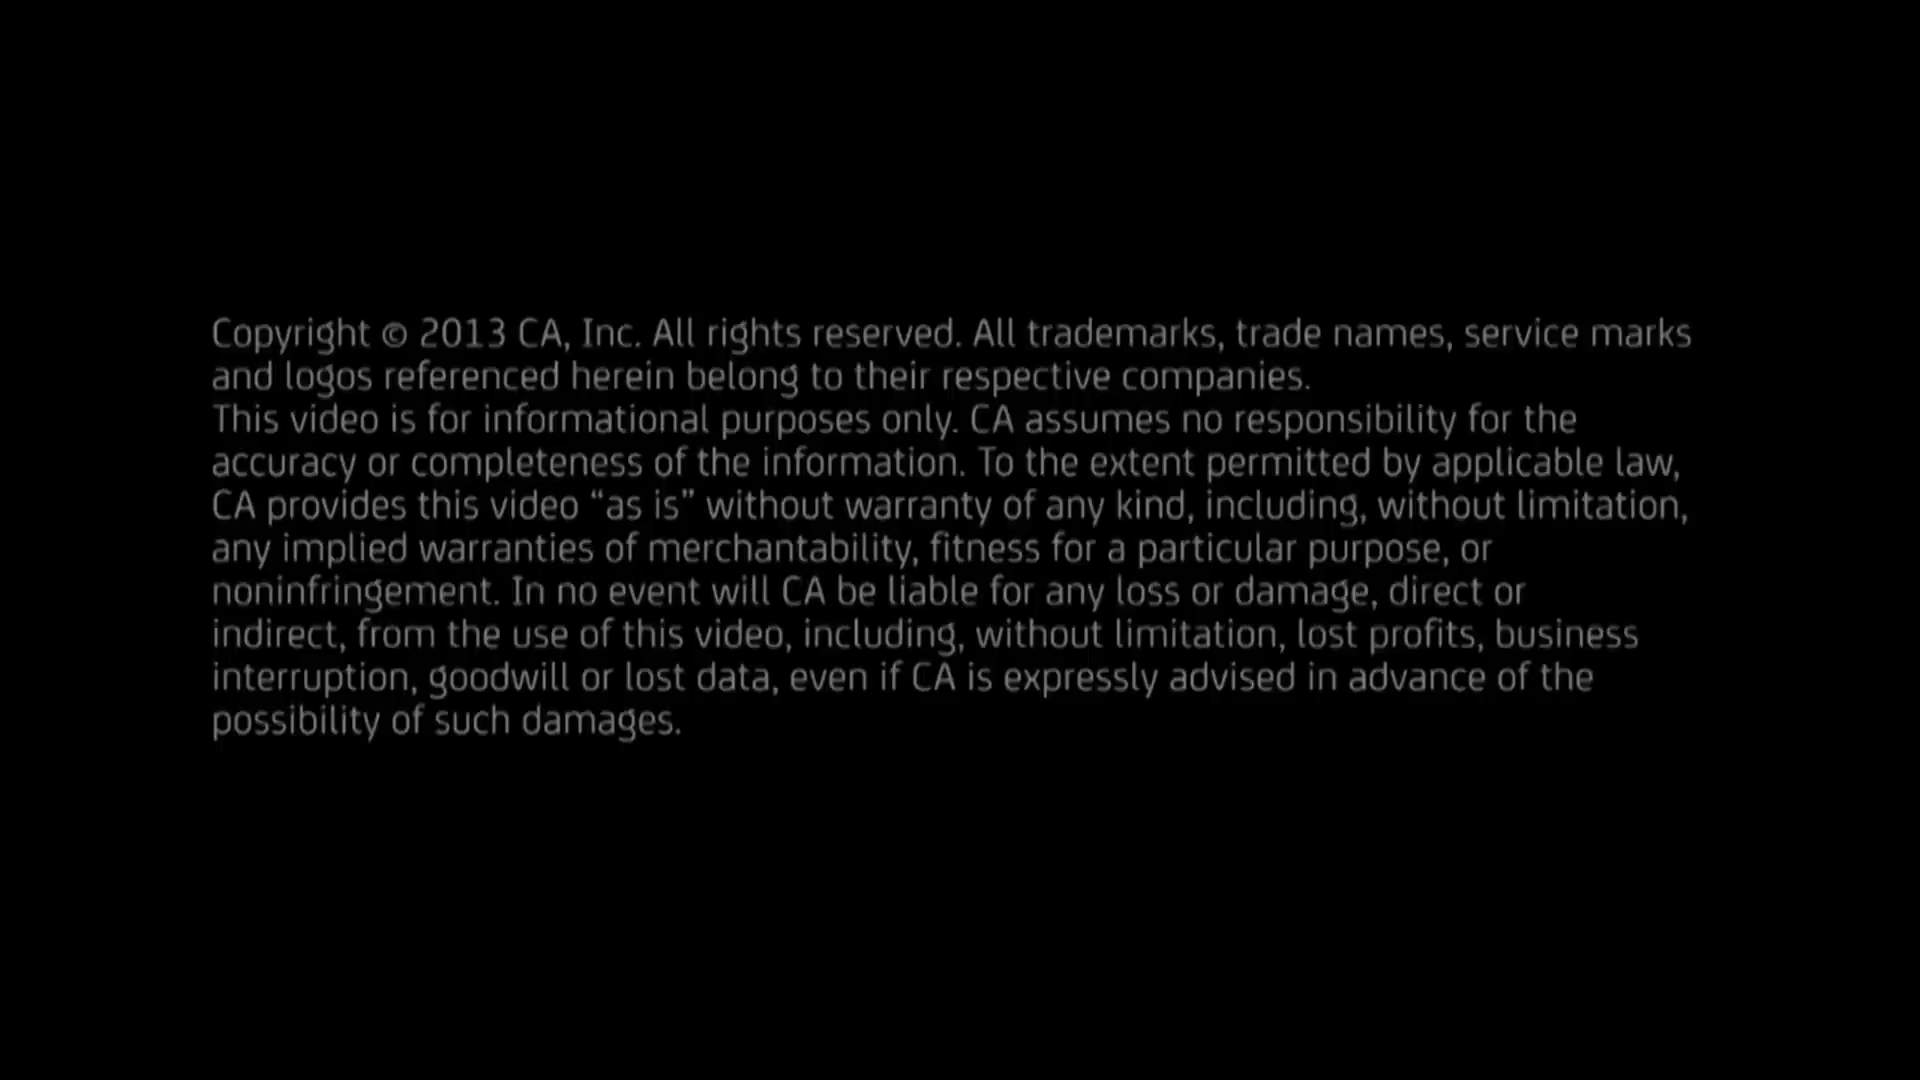 Copyright © 2013 CA, Inc. All rights reserved. All trademarks, trade names, service marks
and logos referenced herein belong to their respective companies.
This video is for informational purposes only. CA assumes no responsibility for the
accuracy or completeness of the information. To the extent permitted by applicable law,
CA provides this video “as is” without warranty of any kind, including, without limitation,
any implied warranties of merchantability, fitness for a particular purpose, or
noninfringement. In no event will CA be liable for any loss or damage, direct or
indirect, from the use of this video, including, without limitation, lost profits, business
interruption, goodwill or lost data, even if CA is expressly advised in advance of the
possibility of such damages.